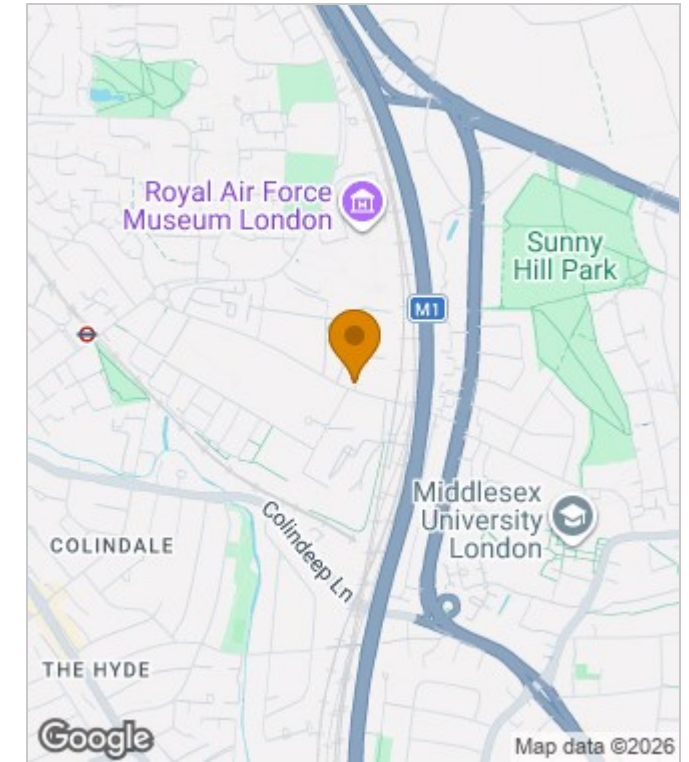 Royal Air Force
Museum London
Sunny
Hill Park
M1
Middlesex
University
London
Colindeep Ln
COLINDALE
THE HYDE
Google
Map data ©2026